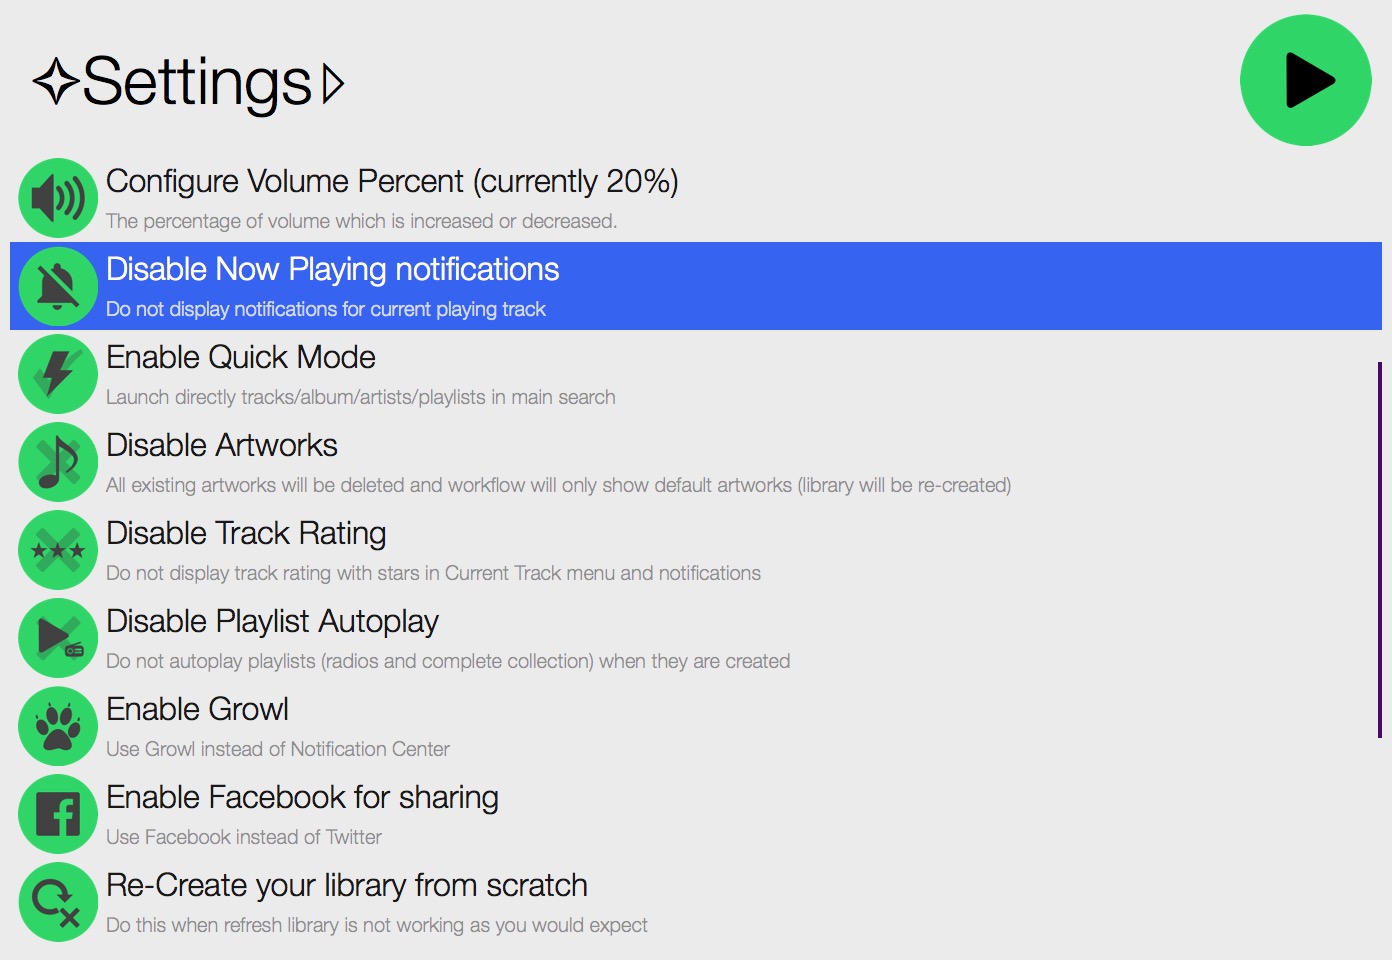 ✧Settings▷
Configure Volume Percent (currently 20%)
The percentage of volume which is increased or decreased.
Disable Now Playing notifications
Do not display notifications for current playing track
Enable Quick Mode
Launch directly tracks/album/artists/playlists in main search
Disable Artworks
All existing artworks will be deleted and workflow will only show default artworks (library will be re-created)
Disable Track Rating
Do not display track rating with stars in Current Track menu and notifications
Disable Playlist Autoplay
Do not autoplay playlists (radios and complete collection) when they are created
Enable Growl
Use Growl instead of Notification Center
Enable Facebook for sharing
Use Facebook instead of Twitter
Re-Create your library from scratch
Do this when refresh library is not working as you would expect